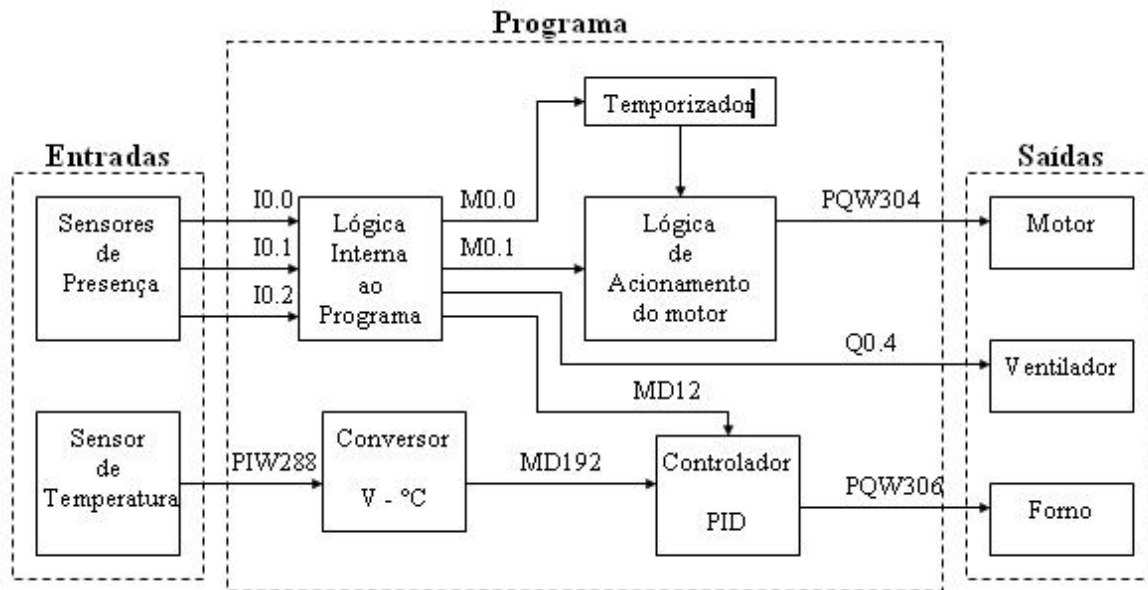 Programa
Temporizador
Entradas
Saídas
Sensores
de
Presença
I0.0
I0.1
I0.2
Lógica
Interna
ao
Programa
M0.0
M0.1
Lógica
de
Acionamento
do motor
PQW304
Motor
Q0.4
Ventilador
MD12
Sensor
de
Temperatura
PIW288
Conversor
V - ºC
MD192
Controlador
PID
PQW306
Forno